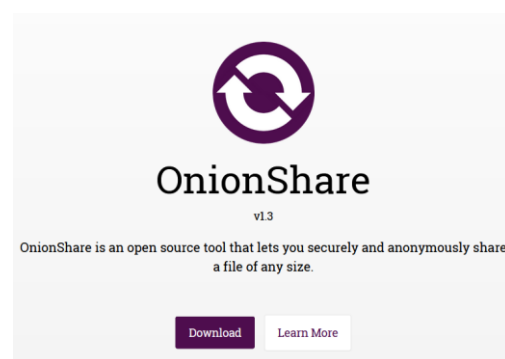 OnionShare
v1.3
OnionShare is an open source tool that lets you securely and anonymously share
a file of any size.
Download Learn More